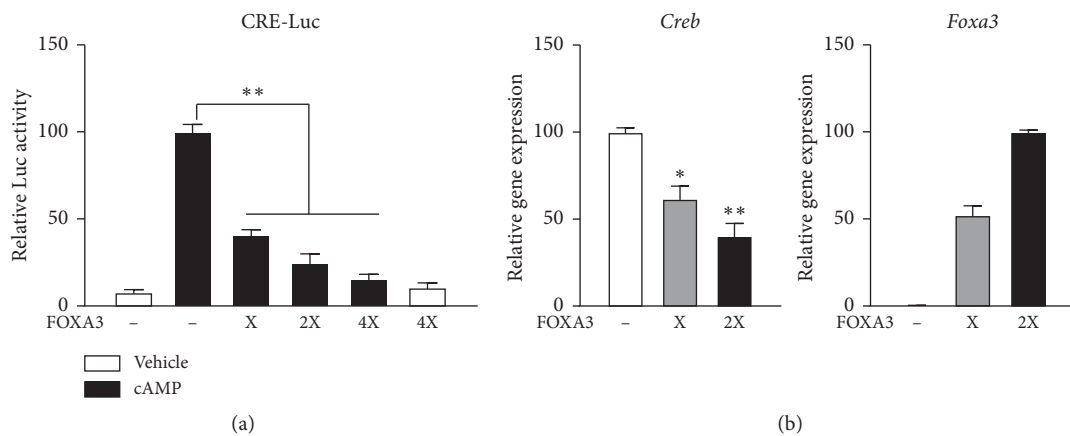 CRE-Luc
Relative Luc activity
150
100
50
0
**
FOXA3 – – X 2X 4X 4X
Vehicle
cAMP
(a)
Creb
Relative gene expression
150
100
50
0
*
**
FOXA3 – X 2X
Foxa3
Relative gene expression
150
100
50
0
FOXA3 – X 2X
(b)